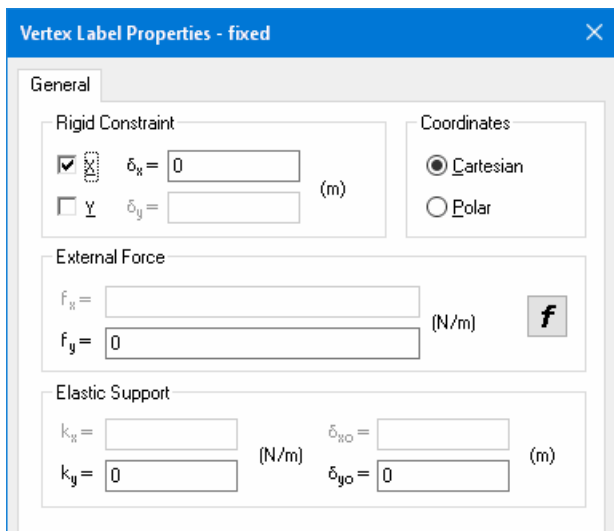 Vertex Label Properties - fixed
General
Rigid Constraint
X δx = 0
(m)
Y δy =
Coordinates
Cartesian
Polar
External Force
fx =
(N/m)
f
fy = 0
Elastic Support
kx =
δxo =
(N/m)
(m)
ky = 0
δyo = 0